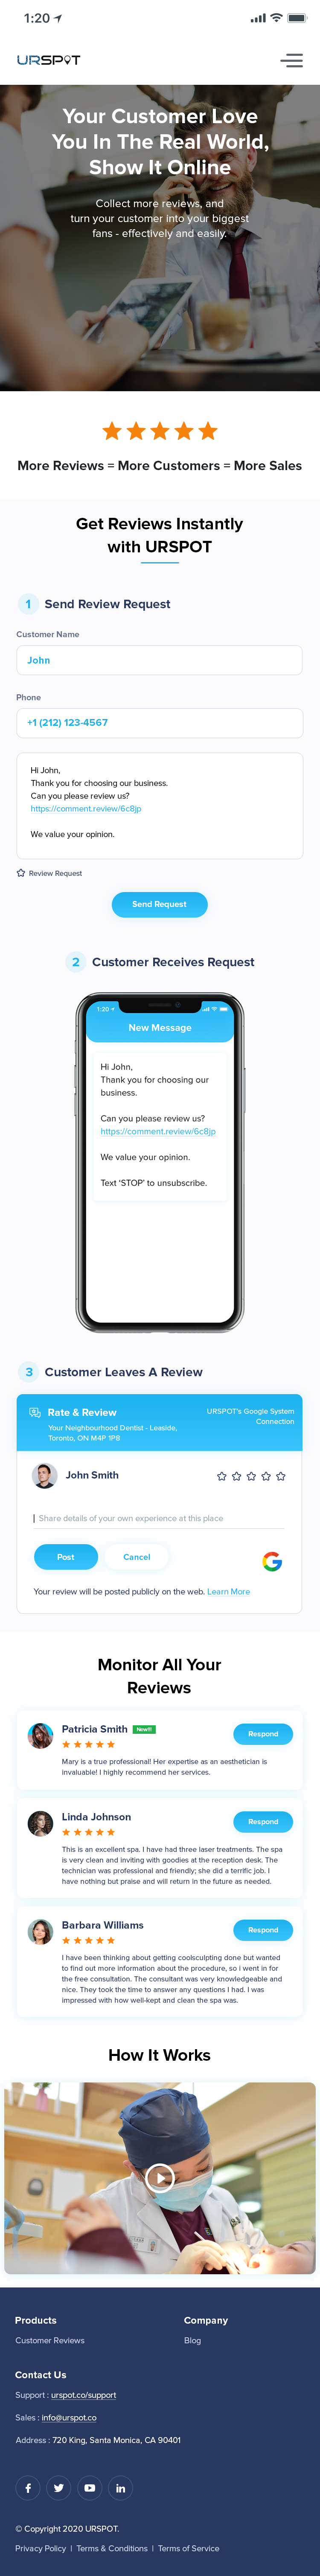 1:20
URSPOT
Your Customer Love
You In The Real World,
Show It Online
Collect more reviews, and
turn your customer into your biggest
fans - effectively and easily.
More Reviews = More Customers = More Sales
Get Reviews Instantly
with URSPOT
1 Send Review Request
Customer Name
John
Phone
+1 (212) 123-4567
Hi John,
Thank you for choosing our business.
Can you please review us?
https://comment.review/6c8jp
We value your opinion.
Review Request
Send Request
2 Customer Receives Request
1:20
New Message
Hi John,
Thank you for choosing our
business.
Can you please review us?
https://comment.review/6c8jp
We value your opinion.
Text ‘STOP’ to unsubscribe.
3 Customer Leaves A Review
Rate & Review
Your Neighbourhood Dentist - Leaside,
Toronto, ON M4P 1P8
URSPOT's Google System
Connection
John Smith
Share details of your own experience at this place
Post
Cancel
G
Your review will be posted publicly on the web. Learn More
Monitor All Your
Reviews
Patricia Smith New!!
Respond
Mary is a true professional! Her expertise as an aesthetician is
invaluable! I highly recommend her services.
Linda Johnson
Respond
This is an excellent spa. I have had three laser treatments. The spa
is very clean and inviting with goodies at the reception desk. The
technician was professional and friendly; she did a terrific job. I
have nothing but praise and will return in the future as needed.
Barbara Williams
Respond
I have been thinking about getting coolsculpting done but wanted
to find out more information about the procedure, so i went in for
the free consultation. The consultant was very knowledgeable and
nice. They took the time to answer any questions I had. I was
impressed with how well-kept and clean the spa was.
How It Works
Products
Customer Reviews
Company
Blog
Contact Us
Support : urspot.co/support
Sales : info@urspot.co
Address : 720 King, Santa Monica, CA 90401
© Copyright 2020 URSPOT.
Privacy Policy | Terms & Conditions | Terms of Service